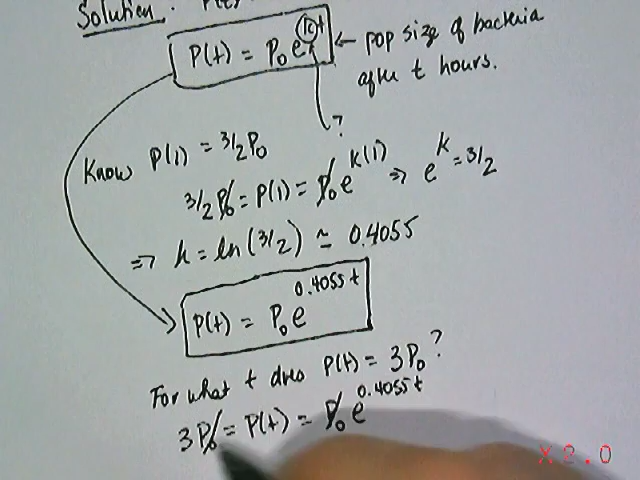 Solution: P(t)
P(t) = P₀e^kt ← pop size of bacteria
after t hours.
?
Know P(1) = 3/2 P₀
3/2 P₀ = P(1) = P₀e^k(1) ⇒ e^k = 3/2
⇒ k = ln(3/2) ≃ 0.4055
P(t) = P₀e^0.4055t
For what t does P(t) = 3P₀?
3P₀ = P(t) = P₀e^0.4055t
X2.0